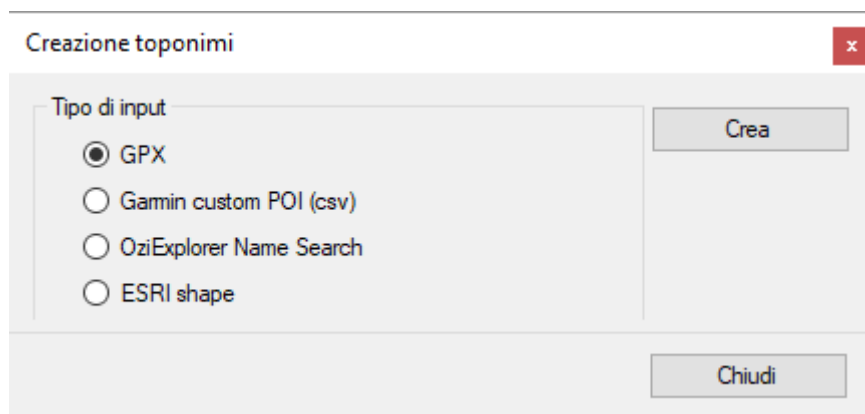 Creazione toponimi
x
Tipo di input
Crea
GPX
Garmin custom POI (csv)
OziExplorer Name Search
ESRI shape
Chiudi